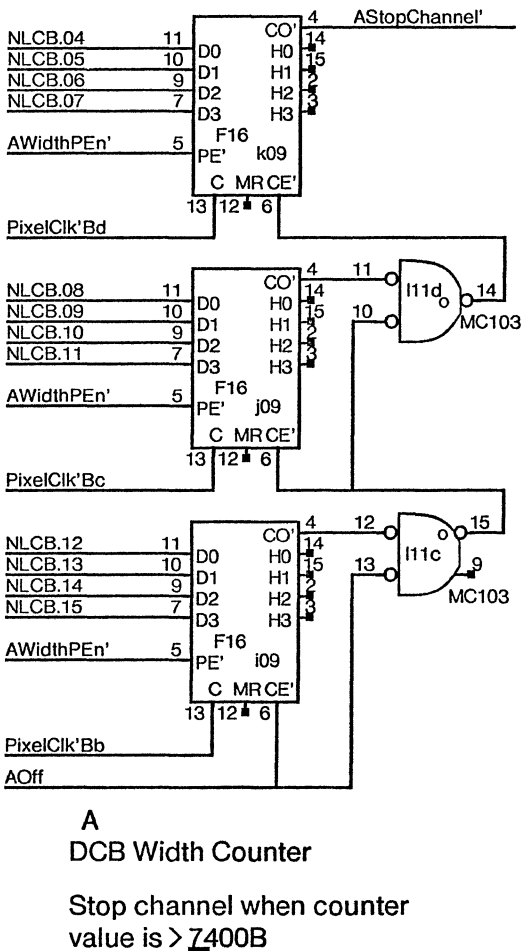 4 AStopChannel'
CO'
NLCB.04 11 D0 H0 14
NLCB.05 10 D1 H1 15
NLCB.06 9 D2 H2 2
NLCB.07 7 D3 H3 3
F16
AWidthPEn' 5 PE' k09
C MR CE'
13 12 6
PixelClk'Bd
4 11 I11d 14
CO'
NLCB.08 11 D0 H0 14
NLCB.09 10 D1 H1 15 10 MC103
NLCB.10 9 D2 H2 2
NLCB.11 7 D3 H3 3
F16
AWidthPEn' 5 PE' j09
C MR CE'
13 12 6
PixelClk'Bc
4 12 I11c 15
CO'
NLCB.12 11 D0 H0 14
NLCB.13 10 D1 H1 15 13 9
NLCB.14 9 D2 H2 2 MC103
NLCB.15 7 D3 H3 3
F16
AWidthPEn' 5 PE' i09
C MR CE'
13 12 6
PixelClk'Bb
AOff
A
DCB Width Counter
Stop channel when counter
value is > 7400B